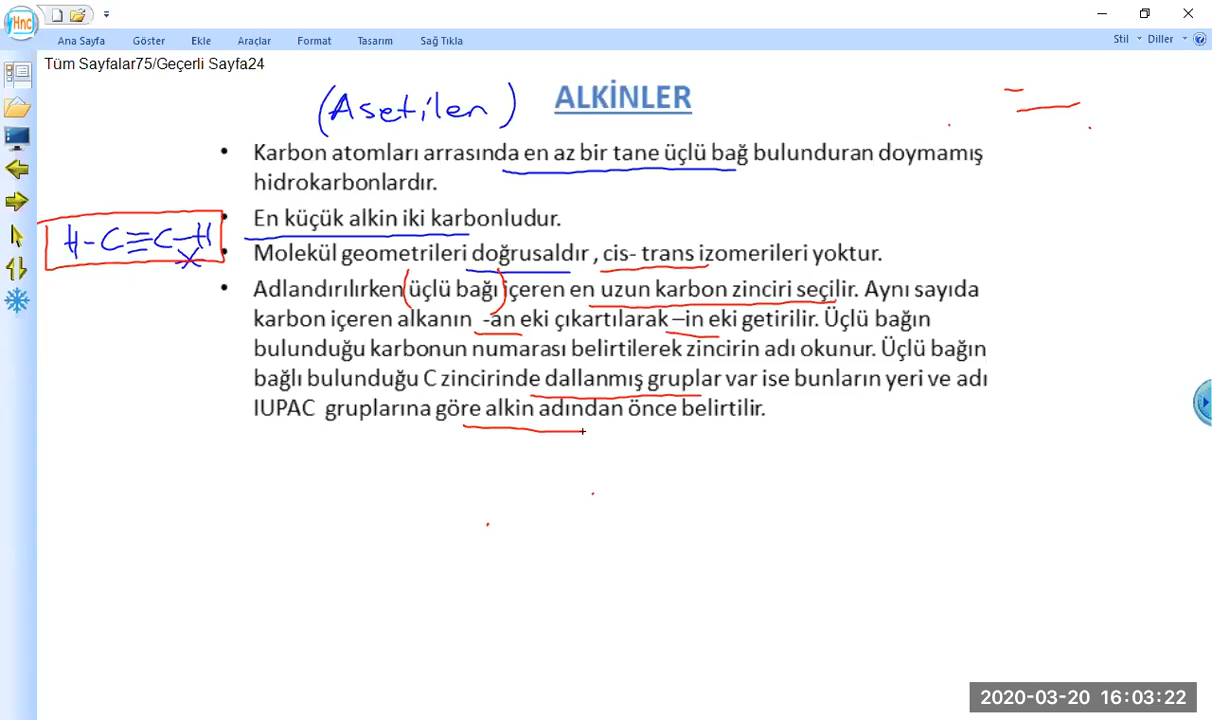 Hnc
Ana Sayfa Göster Ekle Araçlar Format Tasarım Sağ Tıkla Stil Diller
Tüm Sayfalar75/Geçerli Sayfa24
(Asetilen) ALKİNLER
• Karbon atomları arrasında en az bir tane üçlü bağ bulunduran doymamış
hidrokarbonlardır.
• En küçük alkin iki karbonludur.
H-C≡C-H
• Molekül geometrileri doğrusaldır , cis- trans izomerileri yoktur.
• Adlandırılırken üçlü bağı içeren en uzun karbon zinciri seçilir. Aynı sayıda
karbon içeren alkanın -an eki çıkartılarak –in eki getirilir. Üçlü bağın
bulunduğu karbonun numarası belirtilerek zincirin adı okunur. Üçlü bağın
bağlı bulunduğu C zincirinde dallanmış gruplar var ise bunların yeri ve adı
IUPAC gruplarına göre alkin adından önce belirtilir.
2020-03-20 16:03:22